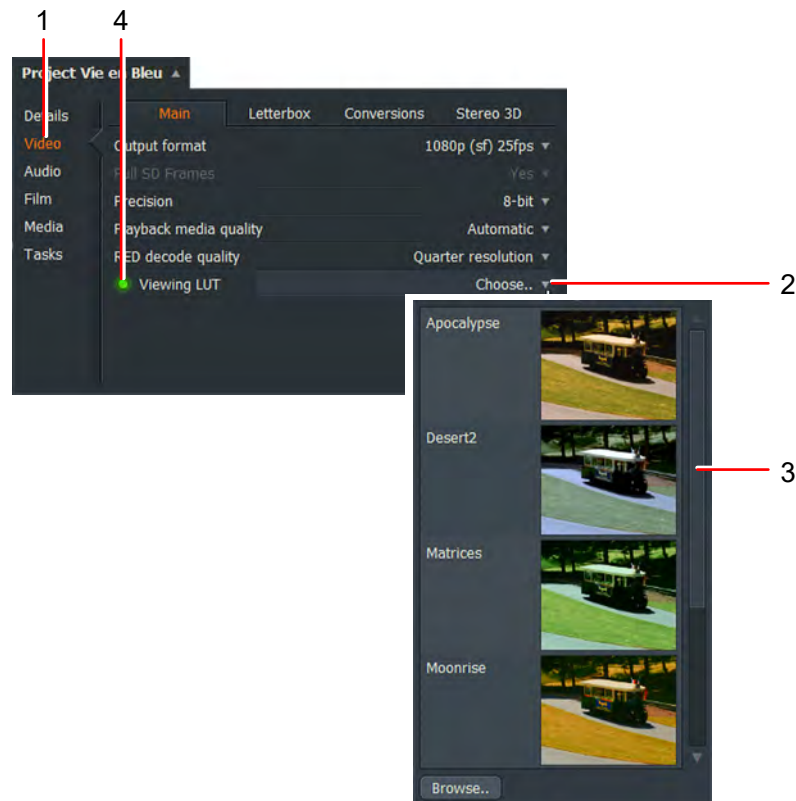 1 4
Project Vie en Bleu
Details Main Letterbox Conversions Stereo 3D
Video Output format 1080p (sf) 25fps
Audio Full SD Frames Yes
Film Precision 8-bit
Media Playback media quality Automatic
Tasks RED decode quality Quarter resolution
Viewing LUT Choose.. 2
Apocalypse
Desert2
3
Matrices
Moonrise
Browse..